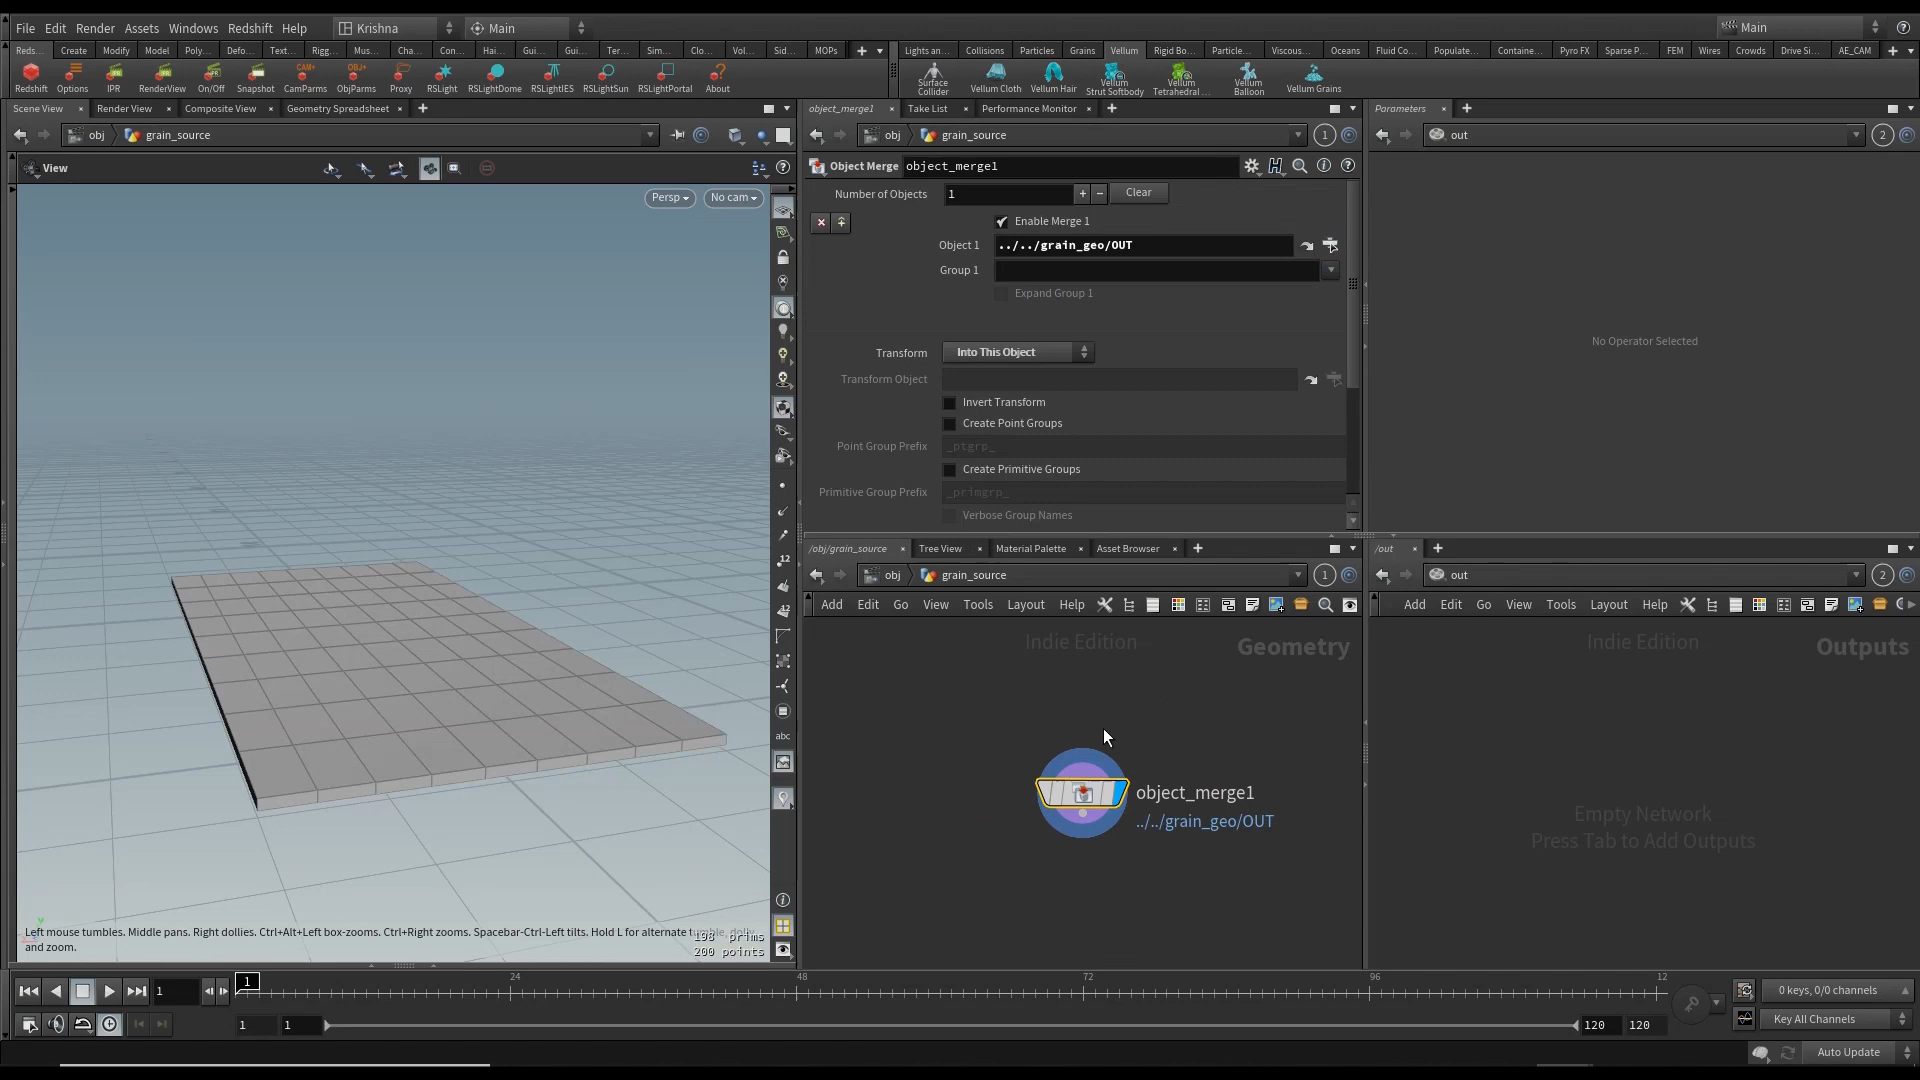 File Edit Render Assets Windows Redshift Help Krishna Main Main
Reds... Create Modify Model Poly... Defo... Text... Rigg... Mus... Cha... Con... Hai... Gui... Gui... Ter... Sim... Clo... Vol... Sid... MOPs
Lights an... Collisions Particles Grains Vellum Rigid Bo... Particle... Viscous... Oceans Fluid Co... Populate... Containe... Pyro FX Sparse P... FEM Wires Crowds Drive Si... AE_CAM
Redshift Options IPR RenderView On/Off Snapshot CamParms ObjParms Proxy RSLight RSLightDome RSLightIES RSLightSun RSLightPortal About
Surface Collider Vellum Cloth Vellum Hair Vellum Strut Softbody Vellum Tetrahedral ... Vellum Balloon Vellum Grains
Scene View Render View Composite View Geometry Spreadsheet
obj grain_source
View
Persp No cam
Left mouse tumbles. Middle pans. Right dollies. Ctrl+Alt+Left box-zooms. Ctrl+Right zooms. Spacebar-Ctrl-Left tilts. Hold L for alternate
and zoom.
198 prims
200 points
object_merge1 Take List Performance Monitor
obj grain_source 1
Object Merge object_merge1
Number of Objects 1 Clear
Enable Merge 1
Object 1 ../../grain_geo/OUT
Group 1
Expand Group 1
Transform Into This Object
Transform Object
Invert Transform
Create Point Groups
Point Group Prefix _ptgrp_
Create Primitive Groups
Primitive Group Prefix _primgrp_
Verbose Group Names
Parameters
out 2
No Operator Selected
/obj/grain_source Tree View Material Palette Asset Browser
obj grain_source 1
Add Edit Go View Tools Layout Help
Indie Edition Geometry
object_merge1
../../grain_geo/OUT
/out
out 2
Add Edit Go View Tools Layout Help
Indie Edition Outputs
Empty Network
Press Tab to Add Outputs
1 1 24 48 72 96 12
0 keys, 0/0 channels
1 1 120 120 Key All Channels
Auto Update